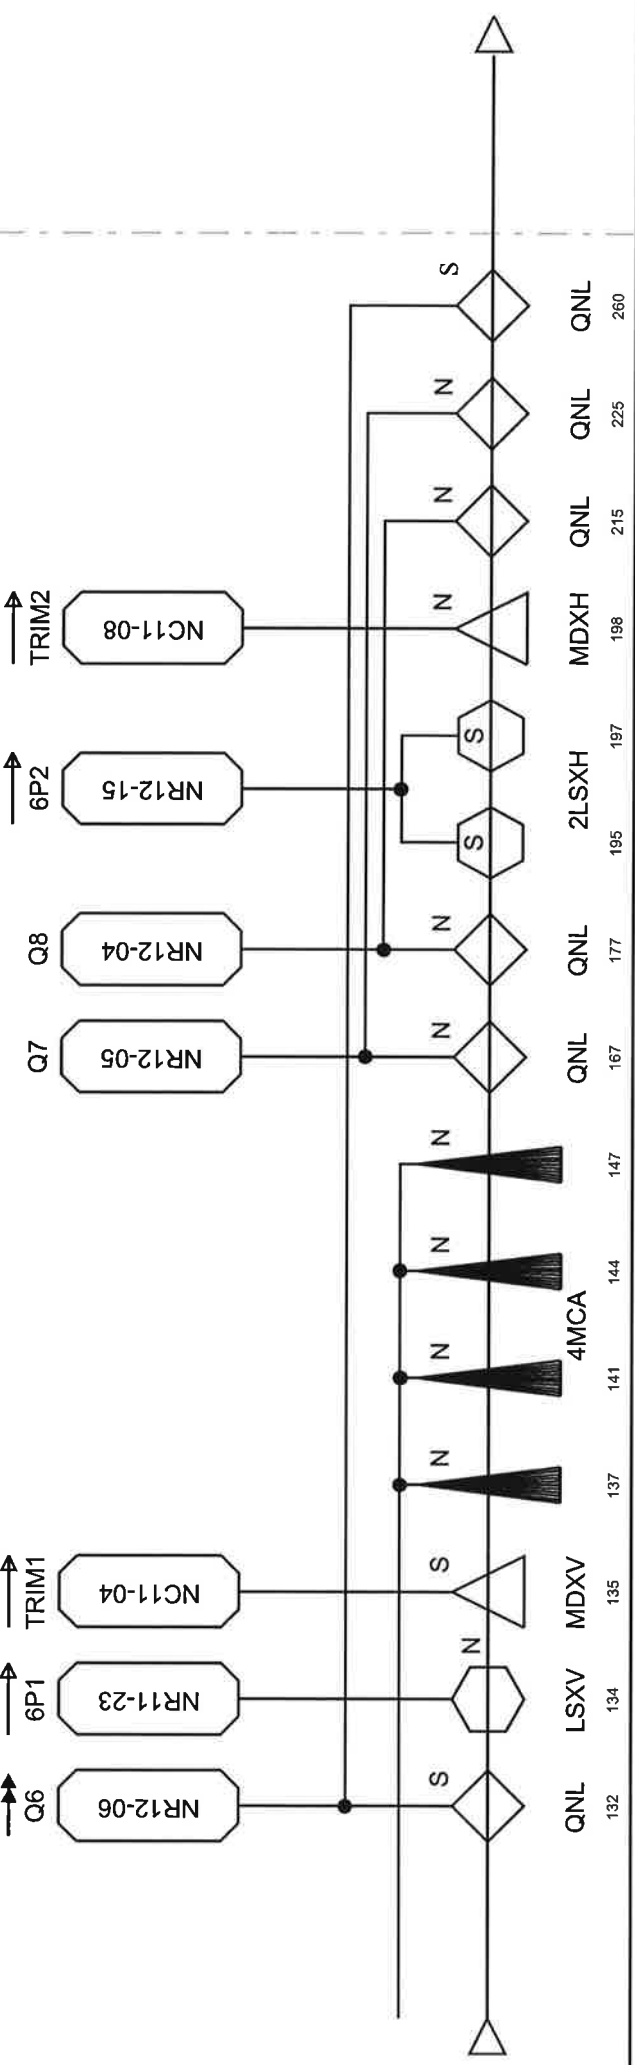 Q6 6P1 TRIM1 Q7 Q8 6P2 TRIM2
NR12-06 NR11-23 NC11-04 NR12-05 NR12-04 NR12-15 NC11-08
S N S N N N N N N S S N N N S
QNL LSXV MDXV 4MCA QNL QNL 2LSXH MDXH QNL QNL QNL
132 134 135 137 141 144 147 167 177 195 197 198 215 225 260